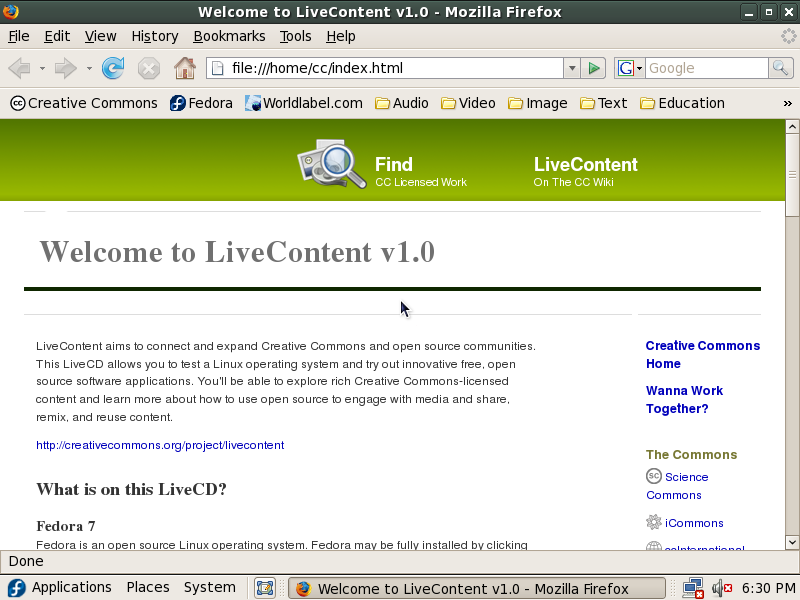 Welcome to LiveContent v1.0 - Mozilla Firefox
File Edit View History Bookmarks Tools Help
file:///home/cc/index.html
G Google
cc Creative Commons Fedora Worldlabel.com Audio Video Image Text Education »
Find LiveContent
CC Licensed Work On The CC Wiki
Welcome to LiveContent v1.0
LiveContent aims to connect and expand Creative Commons and open source communities.
This LiveCD allows you to test a Linux operating system and try out innovative free, open
source software applications. You'll be able to explore rich Creative Commons-licensed
content and learn more about how to use open source to engage with media and share,
remix, and reuse content.
http://creativecommons.org/project/livecontent
What is on this LiveCD?
Fedora 7
Fedora is an open source Linux operating system. Fedora may be fully installed by clicking
Creative Commons
Home
Wanna Work
Together?
The Commons
sc Science
Commons
iCommons
ccInternational
Done
Applications Places System Welcome to LiveContent v1.0 - Mozilla Firefox 6:30 PM